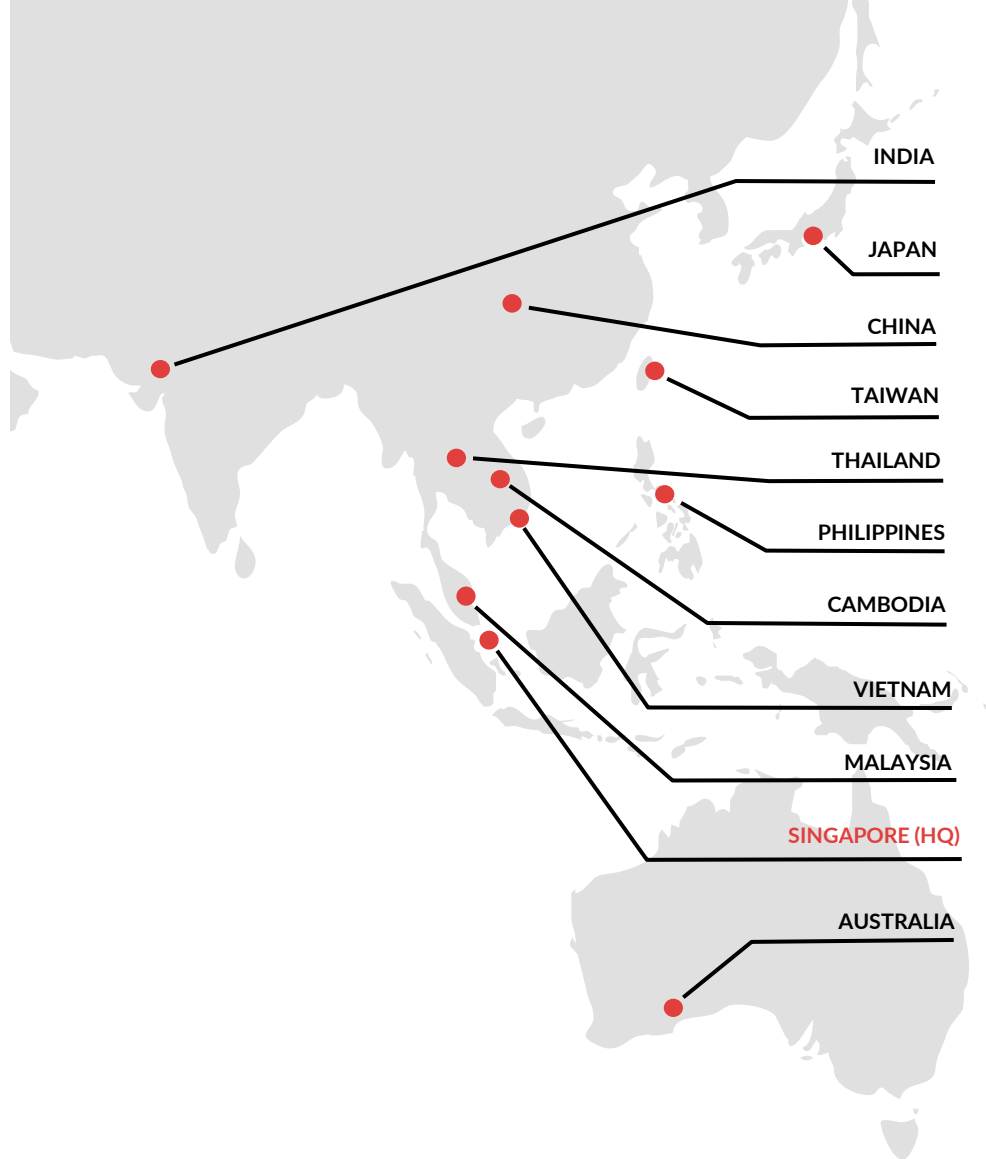 INDIA
JAPAN
CHINA
TAIWAN
THAILAND
PHILIPPINES
CAMBODIA
VIETNAM
MALAYSIA
SINGAPORE (HQ)
AUSTRALIA